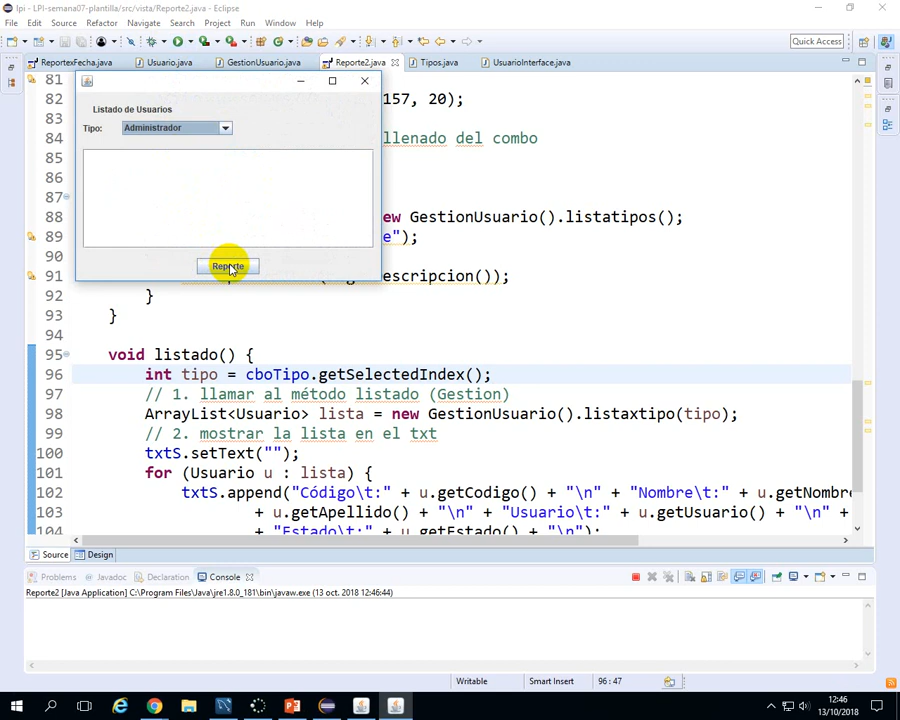 lpi - LPI-semana07-plantilla/src/vista/Reporte2.java - Eclipse
File Edit Source Refactor Navigate Search Project Run Window Help
Quick Access
ReportexFecha.java Usuario.java GestionUsuario.java Reporte2.java Tipos.java UsuarioInterface.java
81
82 157, 20);
83
84 llenado del combo
85
86
87
88 ew GestionUsuario().listatipos();
89 e");
90
91 escripcion());
92 }
93 }
94
95 void listado() {
96 int tipo = cboTipo.getSelectedIndex();
97 // 1. llamar al método listado (Gestion)
98 ArrayList<Usuario> lista = new GestionUsuario().listaxtipo(tipo);
99 // 2. mostrar la lista en el txt
100 txtS.setText("");
101 for (Usuario u : lista) {
102 txtS.append("Código\t:" + u.getCodigo() + "\n" + "Nombre\t:" + u.getNombre
103 + u.getApellido() + "\n" + "Usuario\t:" + u.getUsuario() + "\n" +
104 + "Estado\t:" + u.getEstado() + "\n");
Listado de Usuarios
Tipo: Administrador
Reporte
Source Design
Problems Javadoc Declaration Console
Reporte2 [Java Application] C:\Program Files\Java\jre1.8.0_181\bin\javaw.exe (13 oct. 2018 12:46:44)
Writable Smart Insert 96 : 47
12:46
13/10/2018